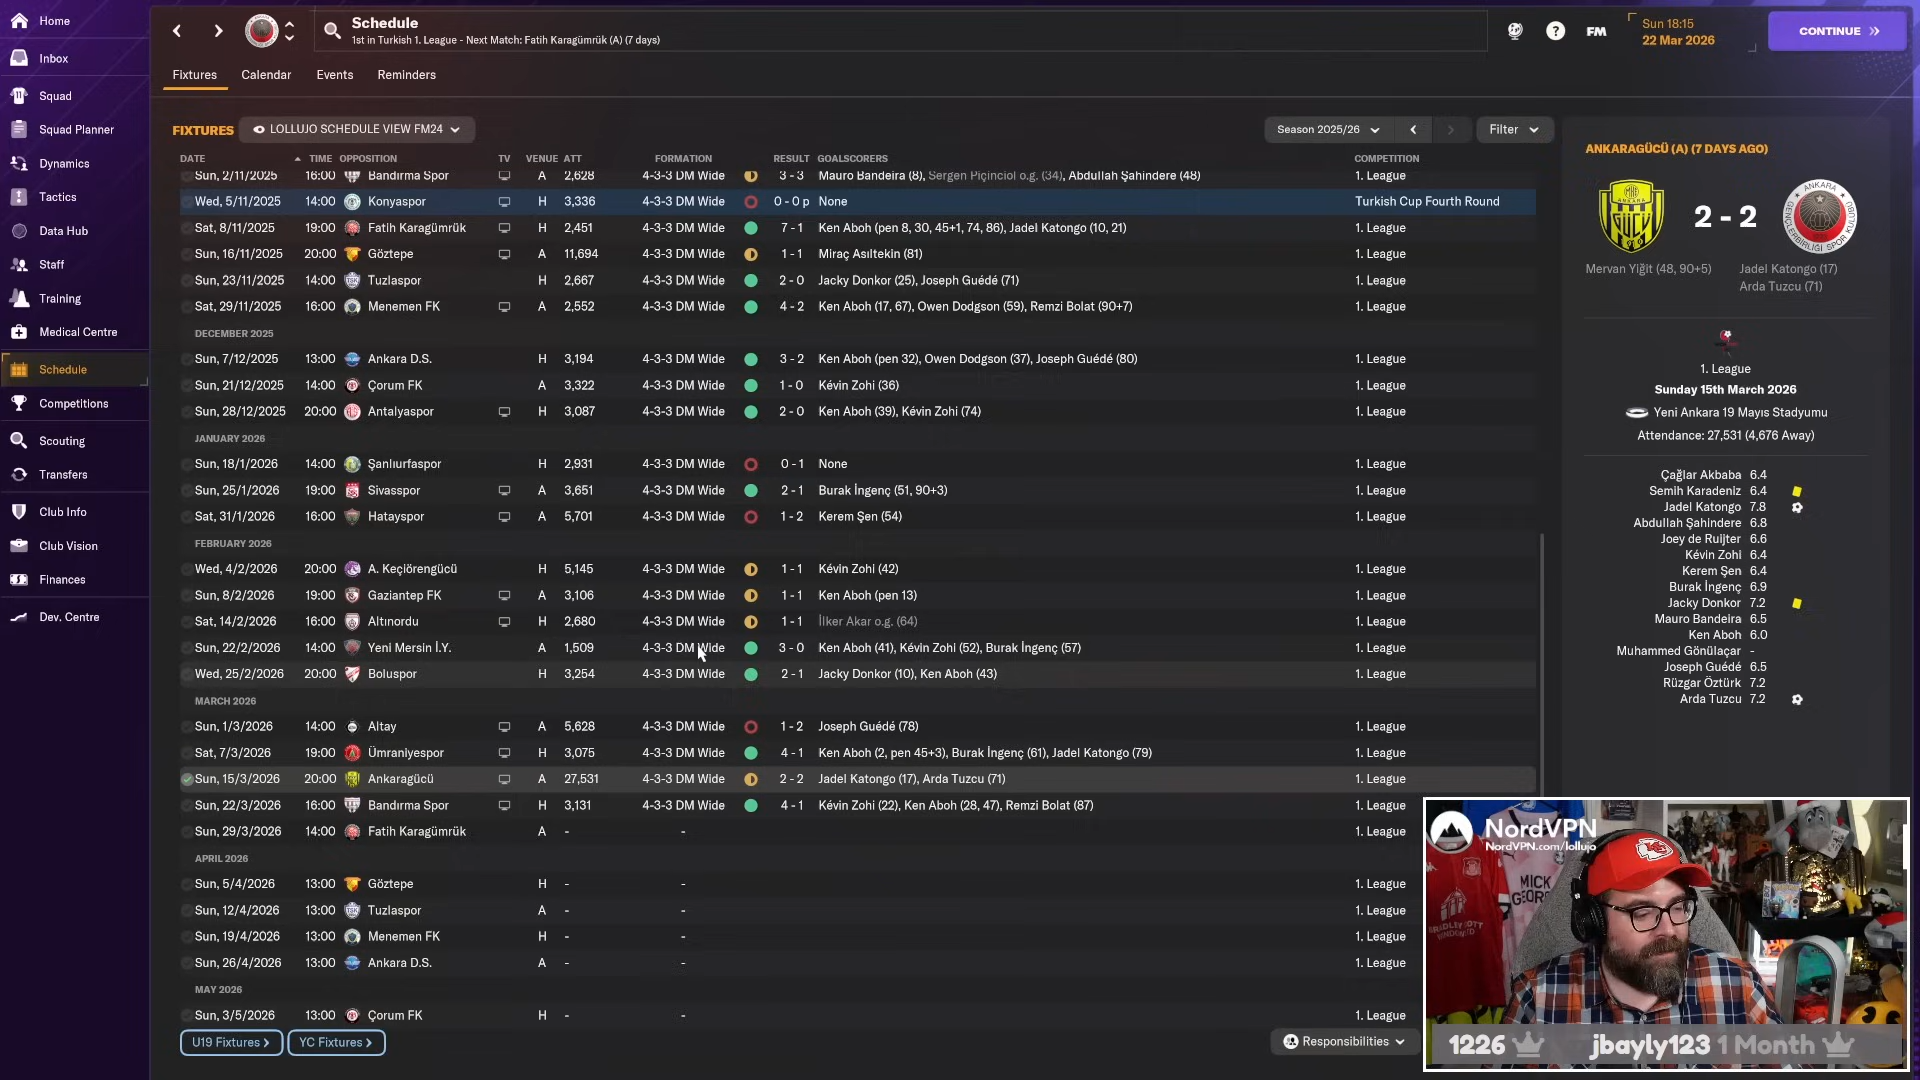 Home
Inbox
Squad
Squad Planner
Dynamics
Tactics
Data Hub
Staff
Training
Medical Centre
Schedule
Competitions
Scouting
Transfers
Club Info
Club Vision
Finances
Dev. Centre
Schedule
1st in Turkish 1. League - Next Match: Fatih Karagümrük (A) (7 days)
FM
Sun 18:15
22 Mar 2026
CONTINUE
Fixtures Calendar Events Reminders
FIXTURES LOLLUJO SCHEDULE VIEW FM24 Season 2025/26 Filter
DATE TIME OPPOSITION TV VENUE ATT FORMATION RESULT GOALSCORERS COMPETITION
Sun, 2/11/2025 16:00 Bandırma Spor A 2,628 4-3-3 DM Wide 3 - 3 Mauro Bandeira (8), Sergen Piçinciol o.g. (34), Abdullah Şahindere (48) 1. League
Wed, 5/11/2025 14:00 Konyaspor H 3,336 4-3-3 DM Wide 0 - 0 p None Turkish Cup Fourth Round
Sat, 8/11/2025 19:00 Fatih Karagümrük H 2,451 4-3-3 DM Wide 7 - 1 Ken Aboh (pen 8, 30, 45+1, 74, 86), Jadel Katongo (10, 21) 1. League
Sun, 16/11/2025 20:00 Göztepe A 11,694 4-3-3 DM Wide 1 - 1 Miraç Asıltekin (81) 1. League
Sun, 23/11/2025 14:00 Tuzlaspor H 2,667 4-3-3 DM Wide 2 - 0 Jacky Donkor (25), Joseph Guédé (71) 1. League
Sat, 29/11/2025 16:00 Menemen FK A 2,552 4-3-3 DM Wide 4 - 2 Ken Aboh (17, 67), Owen Dodgson (59), Remzi Bolat (90+7) 1. League
DECEMBER 2025
Sun, 7/12/2025 13:00 Ankara D.S. H 3,194 4-3-3 DM Wide 3 - 2 Ken Aboh (pen 32), Owen Dodgson (37), Joseph Guédé (80) 1. League
Sun, 21/12/2025 14:00 Çorum FK A 3,322 4-3-3 DM Wide 1 - 0 Kévin Zohi (36) 1. League
Sun, 28/12/2025 20:00 Antalyaspor H 3,087 4-3-3 DM Wide 2 - 0 Ken Aboh (39), Kévin Zohi (74) 1. League
JANUARY 2026
Sun, 18/1/2026 14:00 Şanlıurfaspor H 2,931 4-3-3 DM Wide 0 - 1 None 1. League
Sun, 25/1/2026 19:00 Sivasspor A 3,651 4-3-3 DM Wide 2 - 1 Burak İngenç (51, 90+3) 1. League
Sat, 31/1/2026 16:00 Hatayspor A 5,701 4-3-3 DM Wide 1 - 2 Kerem Şen (54) 1. League
FEBRUARY 2026
Wed, 4/2/2026 20:00 A. Keçiörengücü H 5,145 4-3-3 DM Wide 1 - 1 Kévin Zohi (42) 1. League
Sun, 8/2/2026 19:00 Gaziantep FK A 3,106 4-3-3 DM Wide 1 - 1 Ken Aboh (pen 13) 1. League
Sat, 14/2/2026 16:00 Altınordu H 2,680 4-3-3 DM Wide 1 - 1 İlker Akar o.g. (64) 1. League
Sun, 22/2/2026 14:00 Yeni Mersin İ.Y. A 1,509 4-3-3 DM Wide 3 - 0 Ken Aboh (41), Kévin Zohi (52), Burak İngenç (57) 1. League
Wed, 25/2/2026 20:00 Boluspor H 3,254 4-3-3 DM Wide 2 - 1 Jacky Donkor (10), Ken Aboh (43) 1. League
MARCH 2026
Sun, 1/3/2026 14:00 Altay A 5,628 4-3-3 DM Wide 1 - 2 Joseph Guédé (78) 1. League
Sat, 7/3/2026 19:00 Ümraniyespor H 3,075 4-3-3 DM Wide 4 - 1 Ken Aboh (2, pen 45+3), Burak İngenç (61), Jadel Katongo (79) 1. League
Sun, 15/3/2026 20:00 Ankaragücü A 27,531 4-3-3 DM Wide 2 - 2 Jadel Katongo (17), Arda Tuzcu (71) 1. League
Sun, 22/3/2026 16:00 Bandırma Spor H 3,131 4-3-3 DM Wide 4 - 1 Kévin Zohi (22), Ken Aboh (28, 47), Remzi Bolat (87) 1. League
Sun, 29/3/2026 14:00 Fatih Karagümrük A - - 1. League
APRIL 2026
Sun, 5/4/2026 13:00 Göztepe H - - 1. League
Sun, 12/4/2026 13:00 Tuzlaspor A - - 1. League
Sun, 19/4/2026 13:00 Menemen FK H - - 1. League
Sun, 26/4/2026 13:00 Ankara D.S. A - - 1. League
MAY 2026
Sun, 3/5/2026 13:00 Çorum FK H - - 1. League
U19 Fixtures > YC Fixtures > Responsibilities
ANKARAGÜCÜ (A) (7 DAYS AGO)
2 - 2
Mervan Yiğit (48, 90+5) Jadel Katongo (17)
Arda Tuzcu (71)
1. League
Sunday 15th March 2026
Yeni Ankara 19 Mayıs Stadyumu
Attendance: 27,531 (4,676 Away)
Çağlar Akbaba 6.4
Semih Karadeniz 6.4
Jadel Katongo 7.8
Abdullah Şahindere 6.8
Joey de Ruijter 6.6
Kévin Zohi 6.4
Kerem Şen 6.4
Burak İngenç 6.9
Jacky Donkor 7.2
Mauro Bandeira 6.5
Ken Aboh 6.0
Muhammed Gönülaçar -
Joseph Guédé 6.5
Rüzgar Öztürk 7.2
Arda Tuzcu 7.2
NordVPN
NordVPN.com/lollujo
1226 jbayly123 1 Month